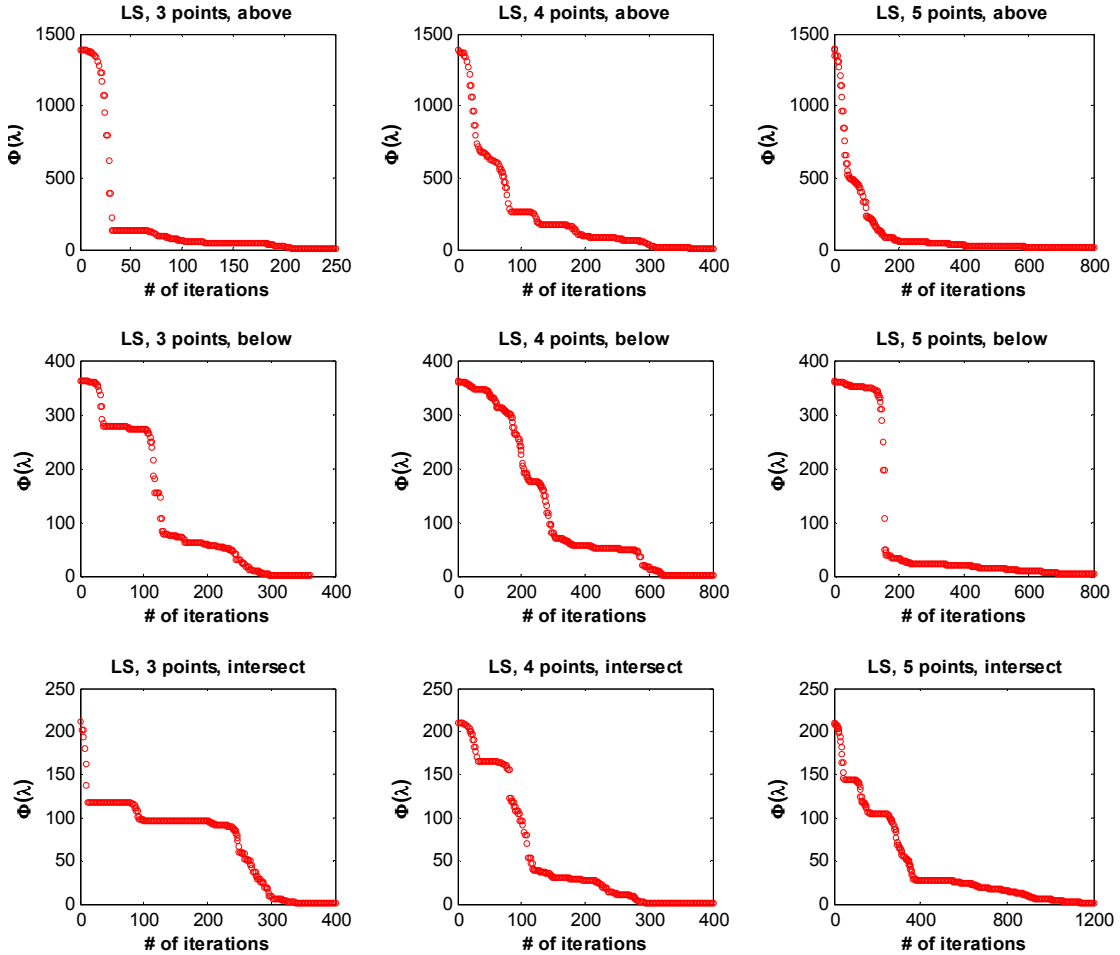 LS, 3 points, above
LS, 4 points, above
LS, 5 points, above
1500
1000
500
0
Φ(λ)
0 50 100 150 200 250
# of iterations
1500
1000
500
0
Φ(λ)
0 100 200 300 400
# of iterations
1500
1000
500
0
Φ(λ)
0 200 400 600 800
# of iterations
LS, 3 points, below
LS, 4 points, below
LS, 5 points, below
400
300
200
100
0
Φ(λ)
0 100 200 300 400
# of iterations
400
300
200
100
0
Φ(λ)
0 200 400 600 800
# of iterations
400
300
200
100
0
Φ(λ)
0 200 400 600 800
# of iterations
LS, 3 points, intersect
LS, 4 points, intersect
LS, 5 points, intersect
250
200
150
100
50
0
Φ(λ)
0 100 200 300 400
# of iterations
250
200
150
100
50
0
Φ(λ)
0 100 200 300 400
# of iterations
250
200
150
100
50
0
Φ(λ)
0 400 800 1200
# of iterations